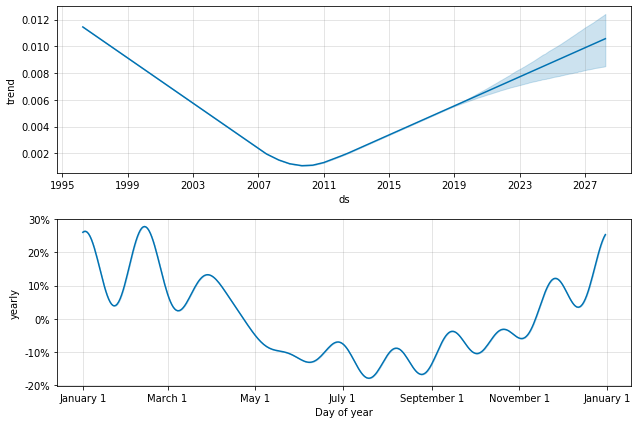 0.012
0.010
0.008
0.006
0.004
0.002
trend
1995 1999 2003 2007 2011 2015 2019 2023 2027
ds
30%
20%
10%
0%
-10%
-20%
yearly
January 1 March 1 May 1 July 1 September 1 November 1 January 1
Day of year